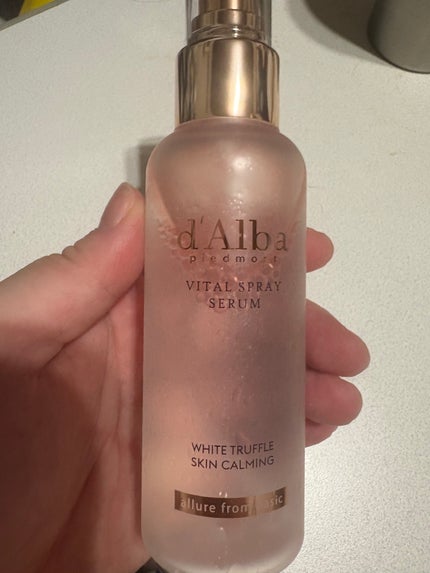 d'Alba
piedmont
VITAL SPRAY
SERUM
WHITE TRUFFLE
SKIN CALMING
allure from